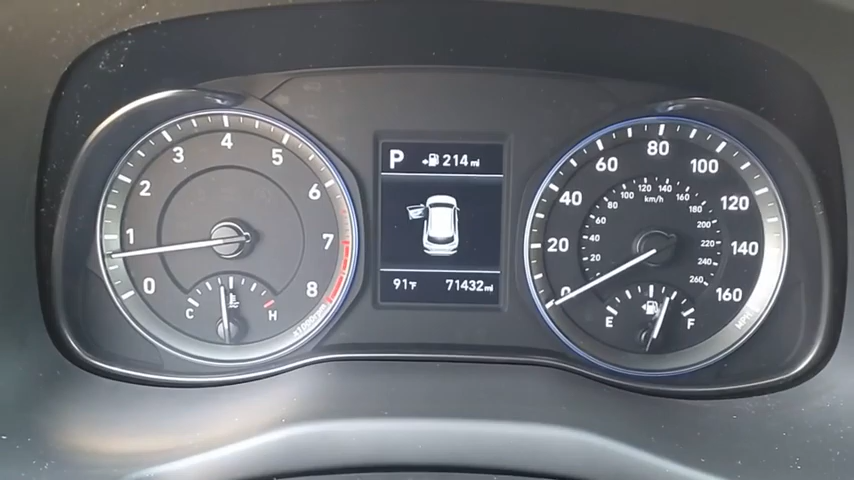 0 1 2 3 4 5 6 7 8
x1000rpm
C H
P 214 mi
91°F 71432 mi
0 20 40 60 80 100 120 140 160
MPH
20 40 60 80 100 120 140 160 180 200 220 240 260
km/h
E F